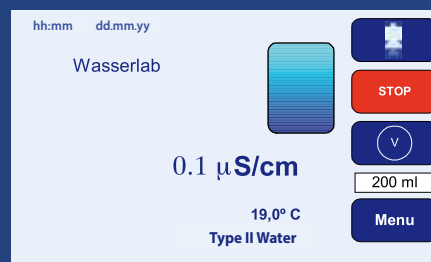 hh:mm dd.mm.yy
Wasserlab
STOP
V
0.1 µS/cm
200 ml
19,0º C
Menu
Type II Water